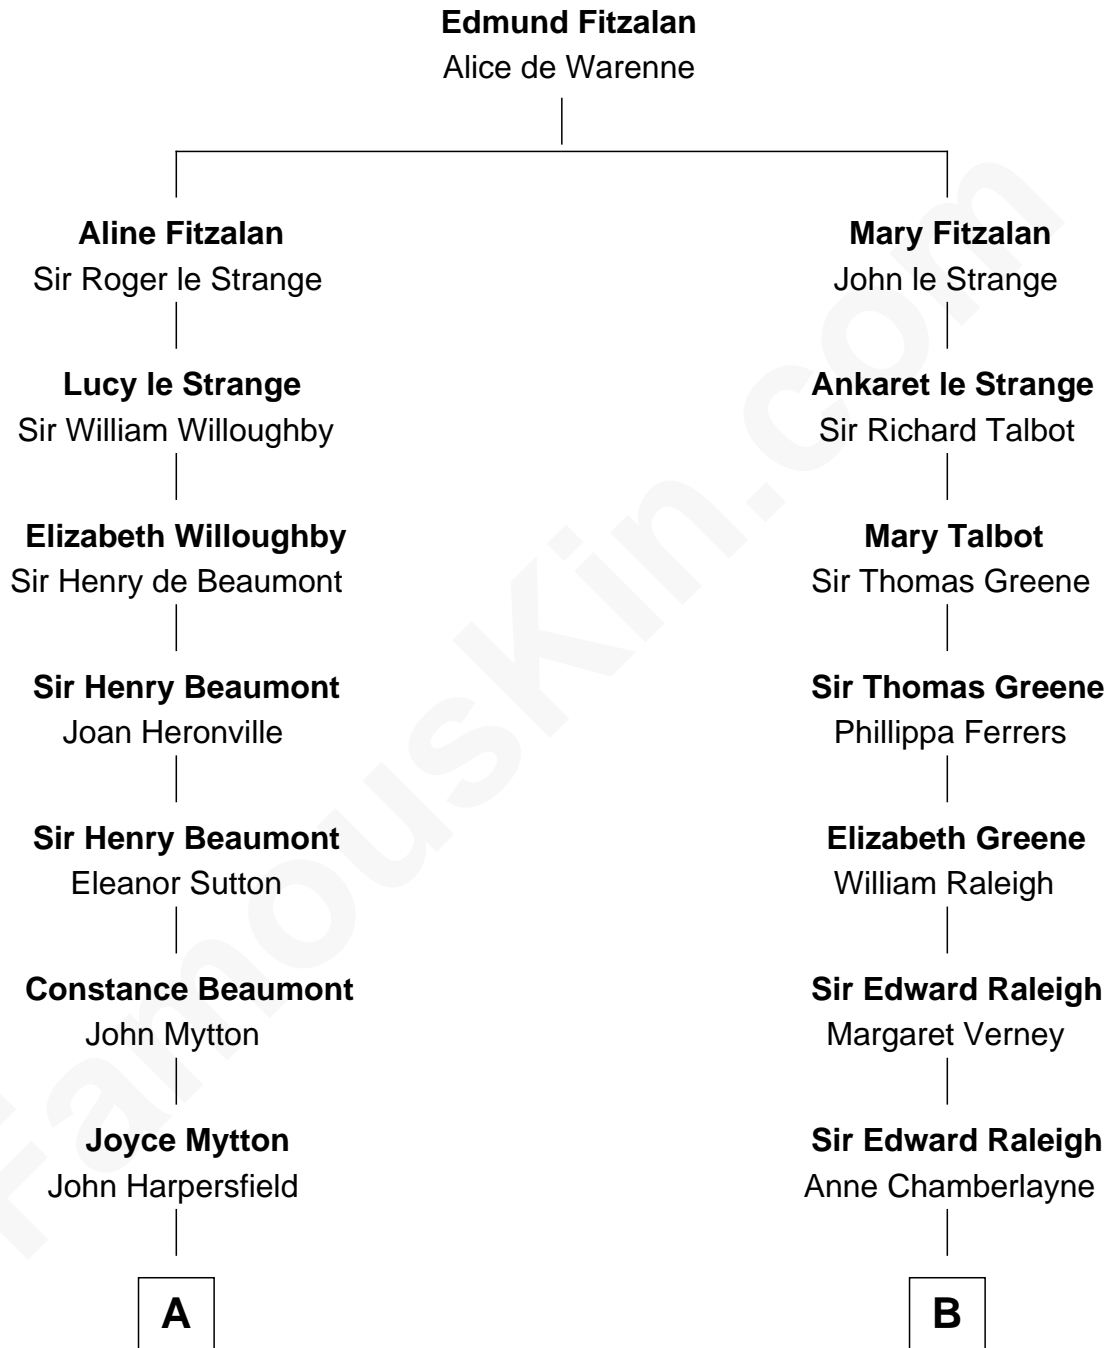 Edmund Fitzalan
Alice de Warenne
Aline Fitzalan
Sir Roger le Strange
Mary Fitzalan
John le Strange
Lucy le Strange
Sir William Willoughby
Ankaret le Strange
Sir Richard Talbot
Elizabeth Willoughby
Sir Henry de Beaumont
Mary Talbot
Sir Thomas Greene
Sir Henry Beaumont
Joan Heronville
Sir Thomas Greene
Phillippa Ferrers
Sir Henry Beaumont
Eleanor Sutton
Elizabeth Greene
William Raleigh
Constance Beaumont
John Mytton
Sir Edward Raleigh
Margaret Verney
Joyce Mytton
John Harpersfield
Sir Edward Raleigh
Anne Chamberlayne
A
B
FamousKin.com